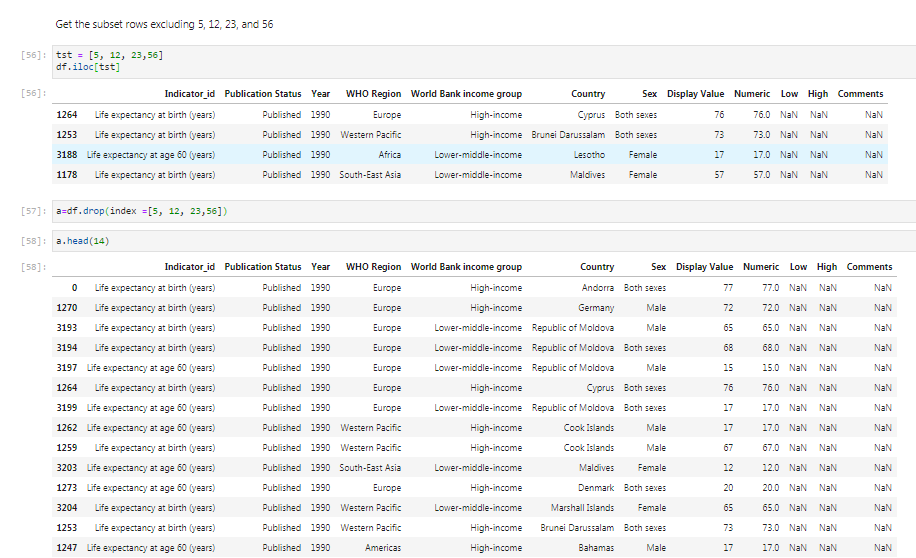 Get the subset rows excluding 5, 12, 23, and 56
[56]: tst = [5, 12, 23,56]
df.iloc[tst]
[56]: Indicator_id Publication Status Year WHO Region World Bank income group Country Sex Display Value Numeric Low High Comments
1264 Life expectancy at birth (years) Published 1990 Europe High-income Cyprus Both sexes 76 76.0 NaN NaN NaN
1253 Life expectancy at birth (years) Published 1990 Western Pacific High-income Brunei Darussalam Both sexes 73 73.0 NaN NaN NaN
3188 Life expectancy at age 60 (years) Published 1990 Africa Lower-middle-income Lesotho Female 17 17.0 NaN NaN NaN
1178 Life expectancy at birth (years) Published 1990 South-East Asia Lower-middle-income Maldives Female 57 57.0 NaN NaN NaN
[57]: a=df.drop(index =[5, 12, 23,56])
[58]: a.head(14)
[58]: Indicator_id Publication Status Year WHO Region World Bank income group Country Sex Display Value Numeric Low High Comments
0 Life expectancy at birth (years) Published 1990 Europe High-income Andorra Both sexes 77 77.0 NaN NaN NaN
1270 Life expectancy at birth (years) Published 1990 Europe High-income Germany Male 72 72.0 NaN NaN NaN
3193 Life expectancy at birth (years) Published 1990 Europe Lower-middle-income Republic of Moldova Male 65 65.0 NaN NaN NaN
3194 Life expectancy at birth (years) Published 1990 Europe Lower-middle-income Republic of Moldova Both sexes 68 68.0 NaN NaN NaN
3197 Life expectancy at age 60 (years) Published 1990 Europe Lower-middle-income Republic of Moldova Male 15 15.0 NaN NaN NaN
1264 Life expectancy at birth (years) Published 1990 Europe High-income Cyprus Both sexes 76 76.0 NaN NaN NaN
3199 Life expectancy at age 60 (years) Published 1990 Europe Lower-middle-income Republic of Moldova Both sexes 17 17.0 NaN NaN NaN
1262 Life expectancy at age 60 (years) Published 1990 Western Pacific High-income Cook Islands Male 17 17.0 NaN NaN NaN
1259 Life expectancy at birth (years) Published 1990 Western Pacific High-income Cook Islands Male 67 67.0 NaN NaN NaN
3203 Life expectancy at age 60 (years) Published 1990 South-East Asia Lower-middle-income Maldives Female 12 12.0 NaN NaN NaN
1273 Life expectancy at age 60 (years) Published 1990 Europe High-income Denmark Both sexes 20 20.0 NaN NaN NaN
3204 Life expectancy at birth (years) Published 1990 Western Pacific Lower-middle-income Marshall Islands Female 65 65.0 NaN NaN NaN
1253 Life expectancy at birth (years) Published 1990 Western Pacific High-income Brunei Darussalam Both sexes 73 73.0 NaN NaN NaN
1247 Life expectancy at age 60 (years) Published 1990 Americas High-income Bahamas Male 17 17.0 NaN NaN NaN